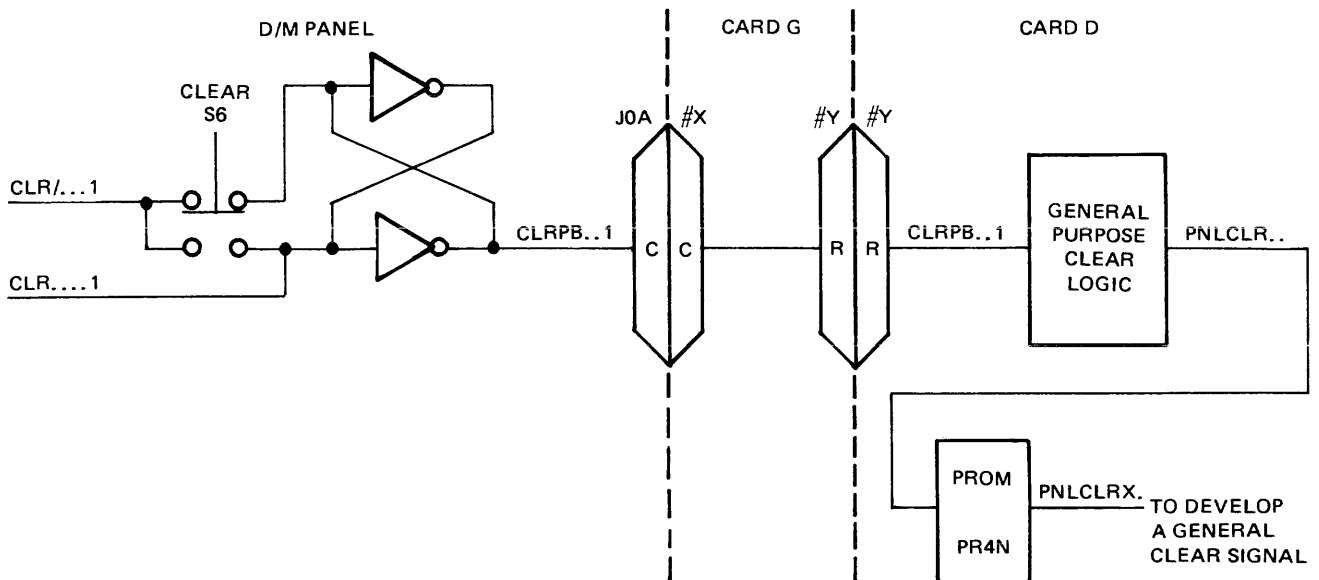 D/M PANEL
CARD G
CARD D
CLEAR
S6
J0A
#X
#Y
#Y
CLR/...1
CLR....1
CLRPB..1
C
C
R
R
CLRPB..1
GENERAL
PURPOSE
CLEAR
LOGIC
PNLCLR..
PROM
PR4N
PNLCLRX.
TO DEVELOP
A GENERAL
CLEAR SIGNAL